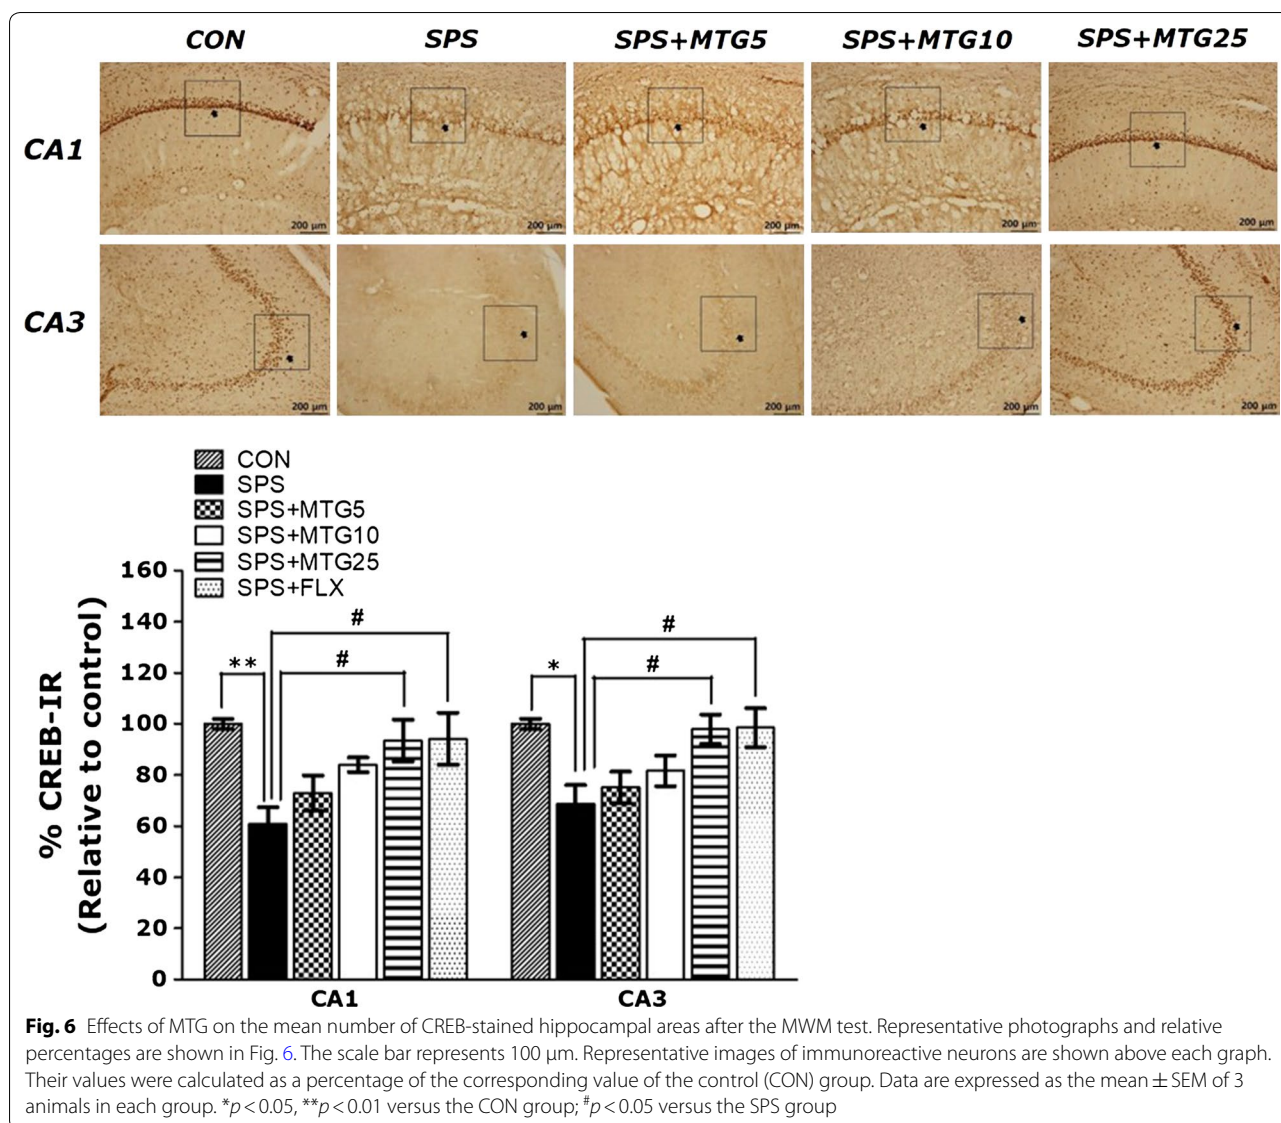 CON SPS SPS+MTG5 SPS+MTG10 SPS+MTG25
CA1
200 µm 200 µm 200 µm 200 µm 200 µm
CA3
200 µm 200 µm 200 µm 200 µm 200 µm
CON
SPS
SPS+MTG5
SPS+MTG10
SPS+MTG25
SPS+FLX
% CREB-IR
(Relative to control)
160
140
120
100
80
60
40
20
0
** # #
* # #
CA1 CA3
Fig. 6 Effects of MTG on the mean number of CREB-stained hippocampal areas after the MWM test. Representative photographs and relative
percentages are shown in Fig. 6. The scale bar represents 100 µm. Representative images of immunoreactive neurons are shown above each graph.
Their values were calculated as a percentage of the corresponding value of the control (CON) group. Data are expressed as the mean ± SEM of 3
animals in each group. *p < 0.05, **p < 0.01 versus the CON group; #p < 0.05 versus the SPS group